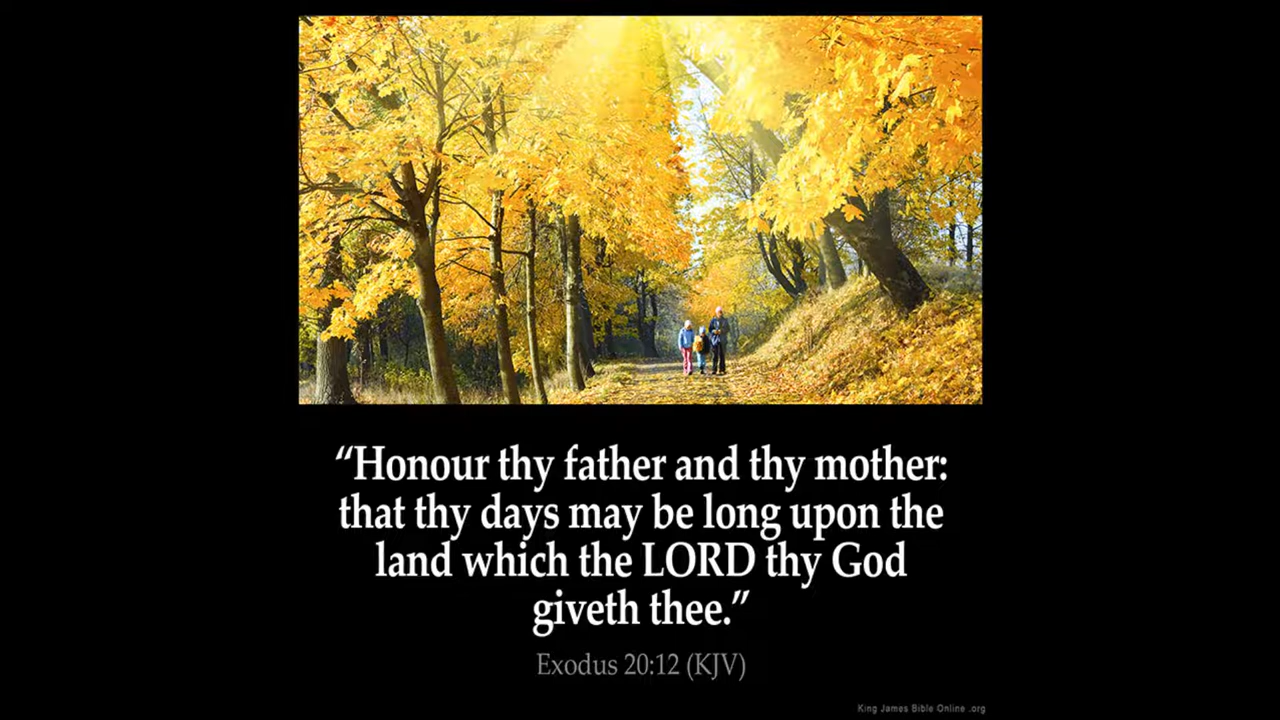 “Honour thy father and thy mother:
that thy days may be long upon the
land which the LORD thy God
giveth thee.”
Exodus 20:12 (KJV)
King James Bible Online .org